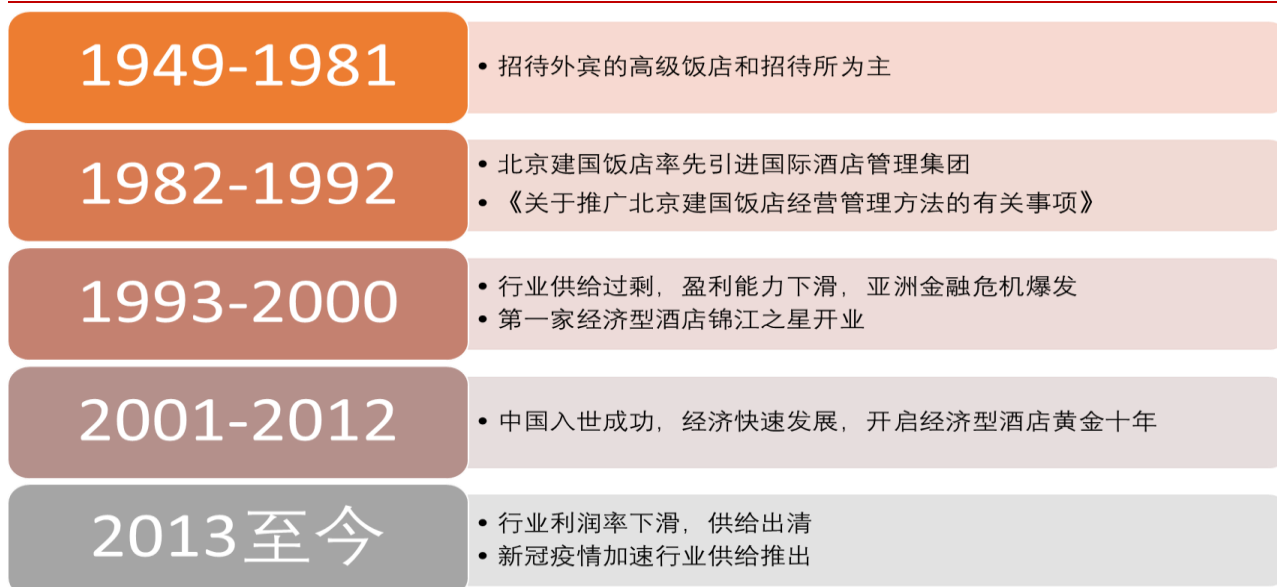 1949-1981
• 招待外宾的高级饭店和招待所为主
1982-1992
• 北京建国饭店率先引进国际酒店管理集团
• 《关于推广北京建国饭店经营管理方法的有关事项》
1993-2000
• 行业供给过剩，盈利能力下滑，亚洲金融危机爆发
• 第一家经济型酒店锦江之星开业
2001-2012
• 中国入世成功，经济快速发展，开启经济型酒店黄金十年
2013至今
• 行业利润率下滑，供给出清
• 新冠疫情加速行业供给推出